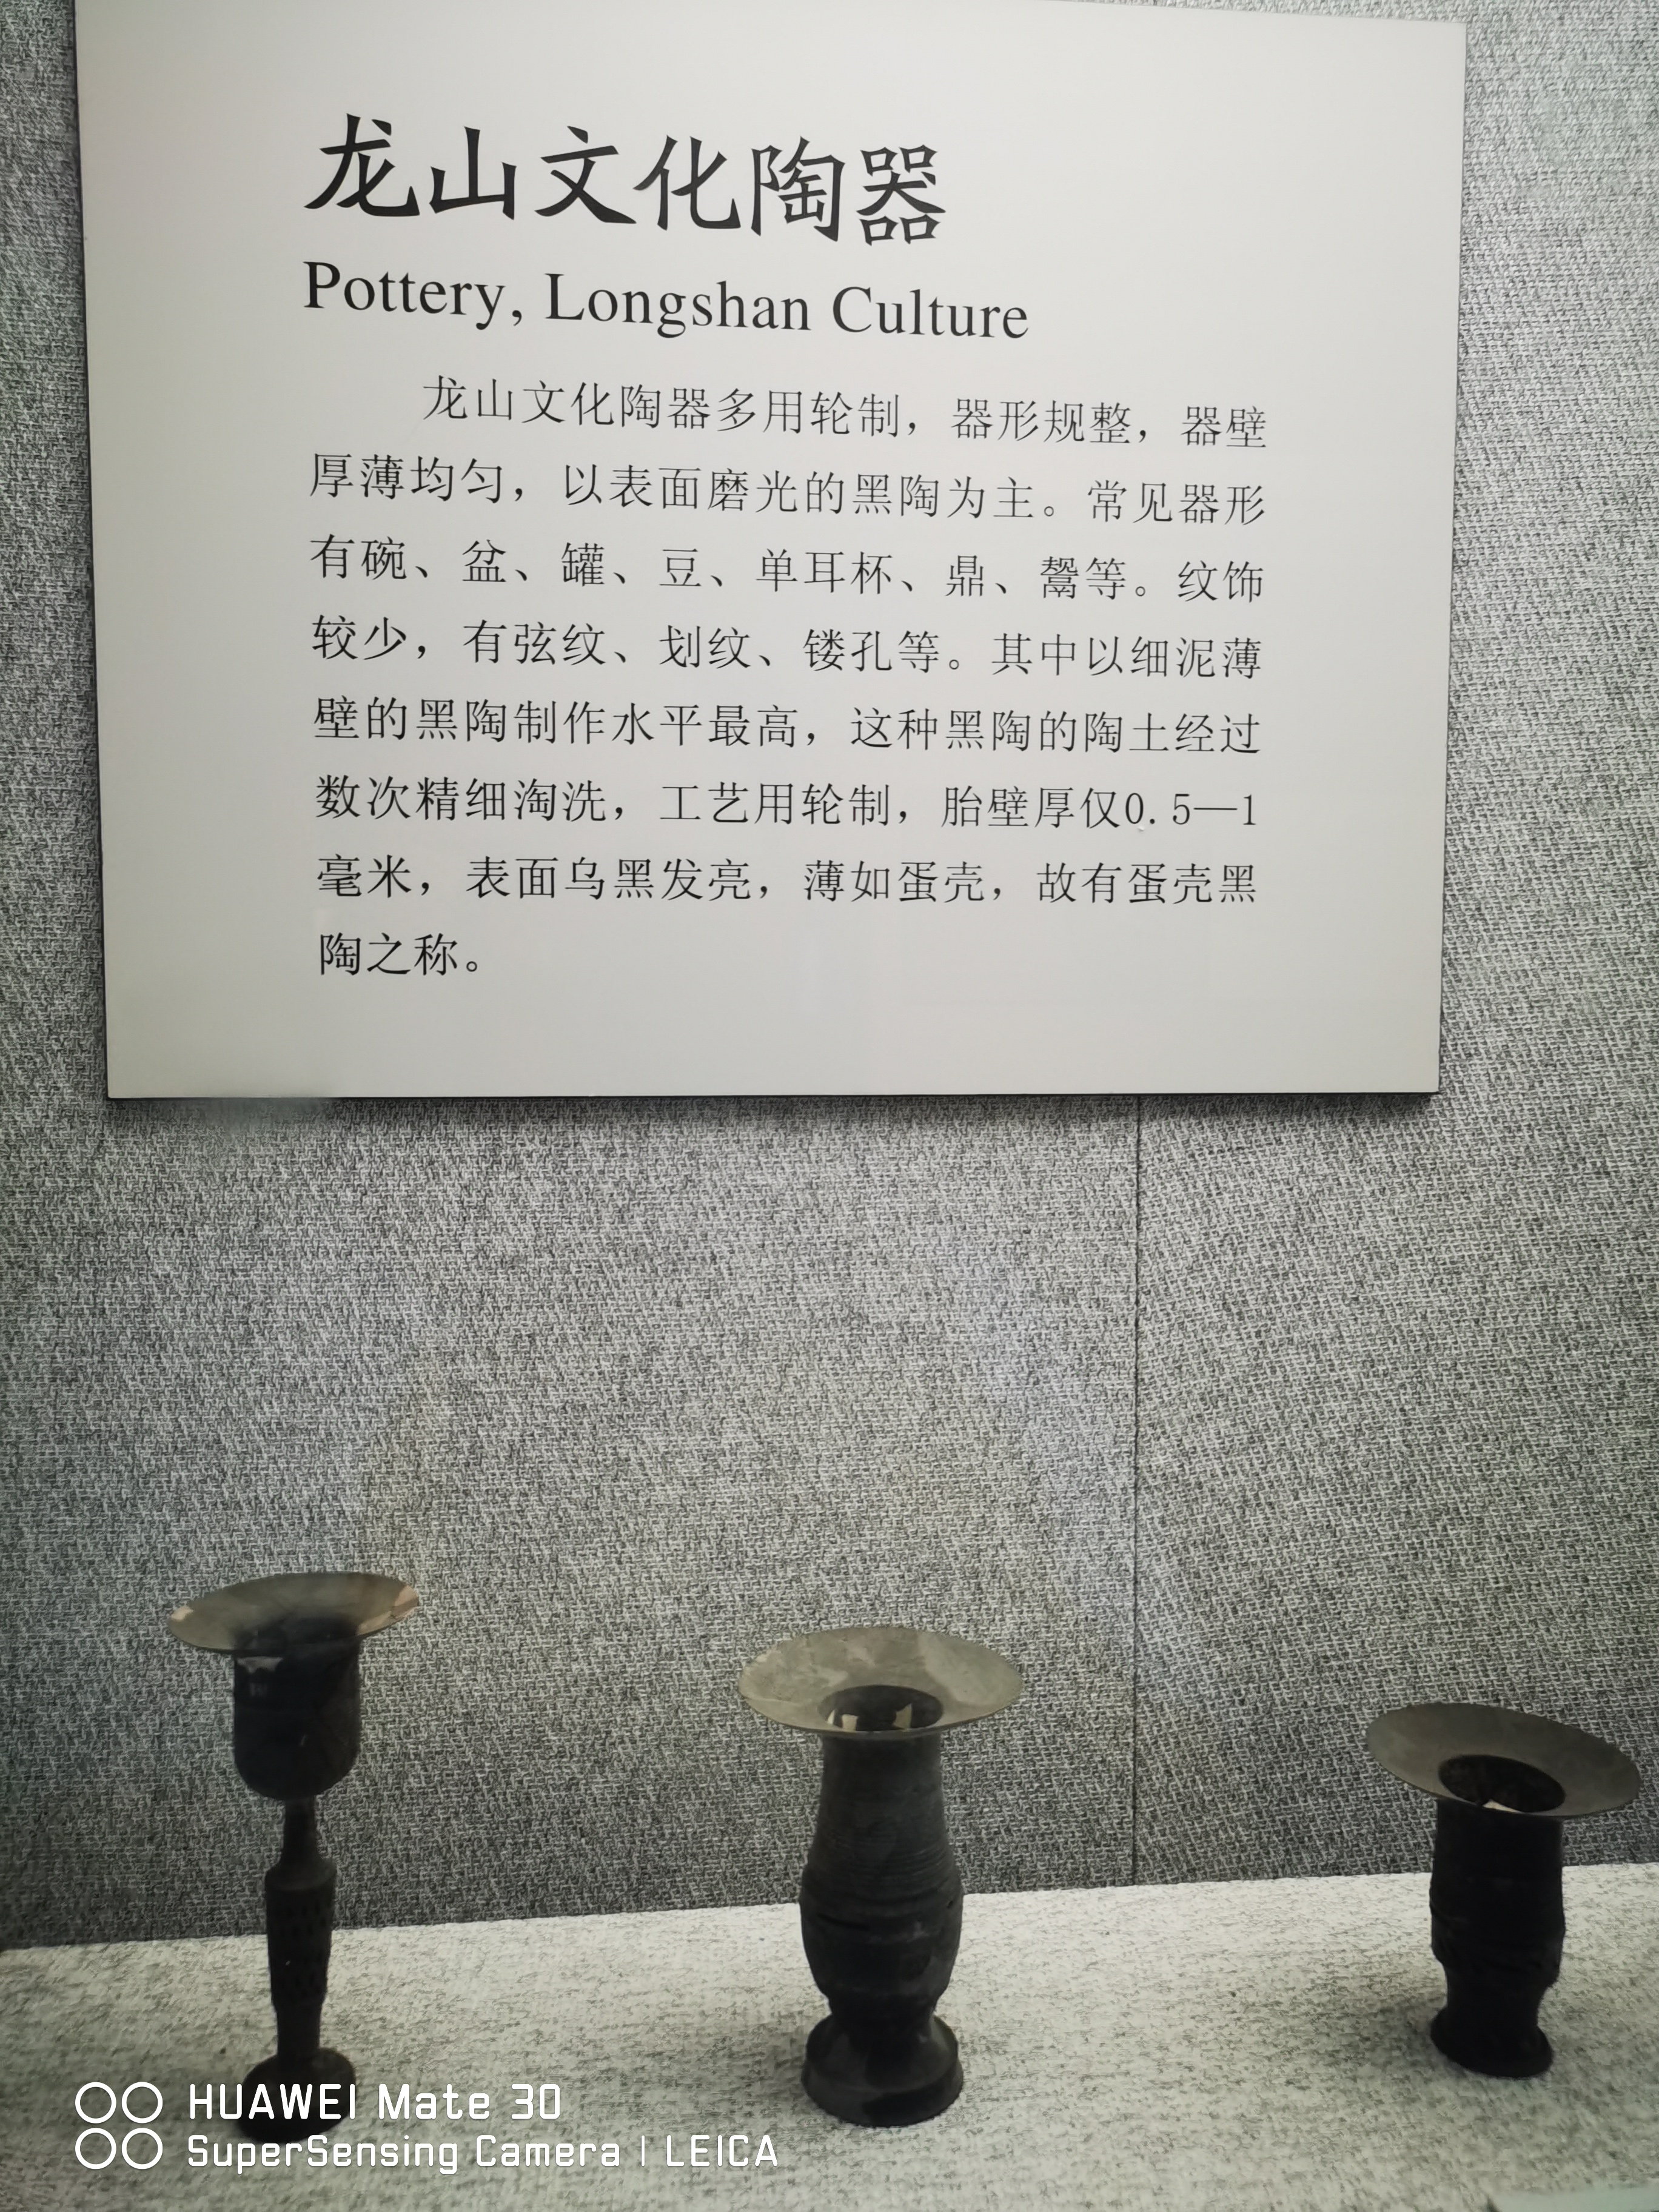 龙山文化陶器
Pottery, Longshan Culture
龙山文化陶器多用轮制，器形规整，器壁
厚薄均匀，以表面磨光的黑陶为主。常见器形
有碗、盆、罐、豆、单耳杯、鼎、鬶等。纹饰
较少，有弦纹、划纹、镂孔等。其中以细泥薄
壁的黑陶制作水平最高，这种黑陶的陶土经过
数次精细淘洗，工艺用轮制，胎壁厚仅0.5—1
毫米，表面乌黑发亮，薄如蛋壳，故有蛋壳黑
陶之称。
HUAWEI Mate 30
SuperSensing Camera | LEICA